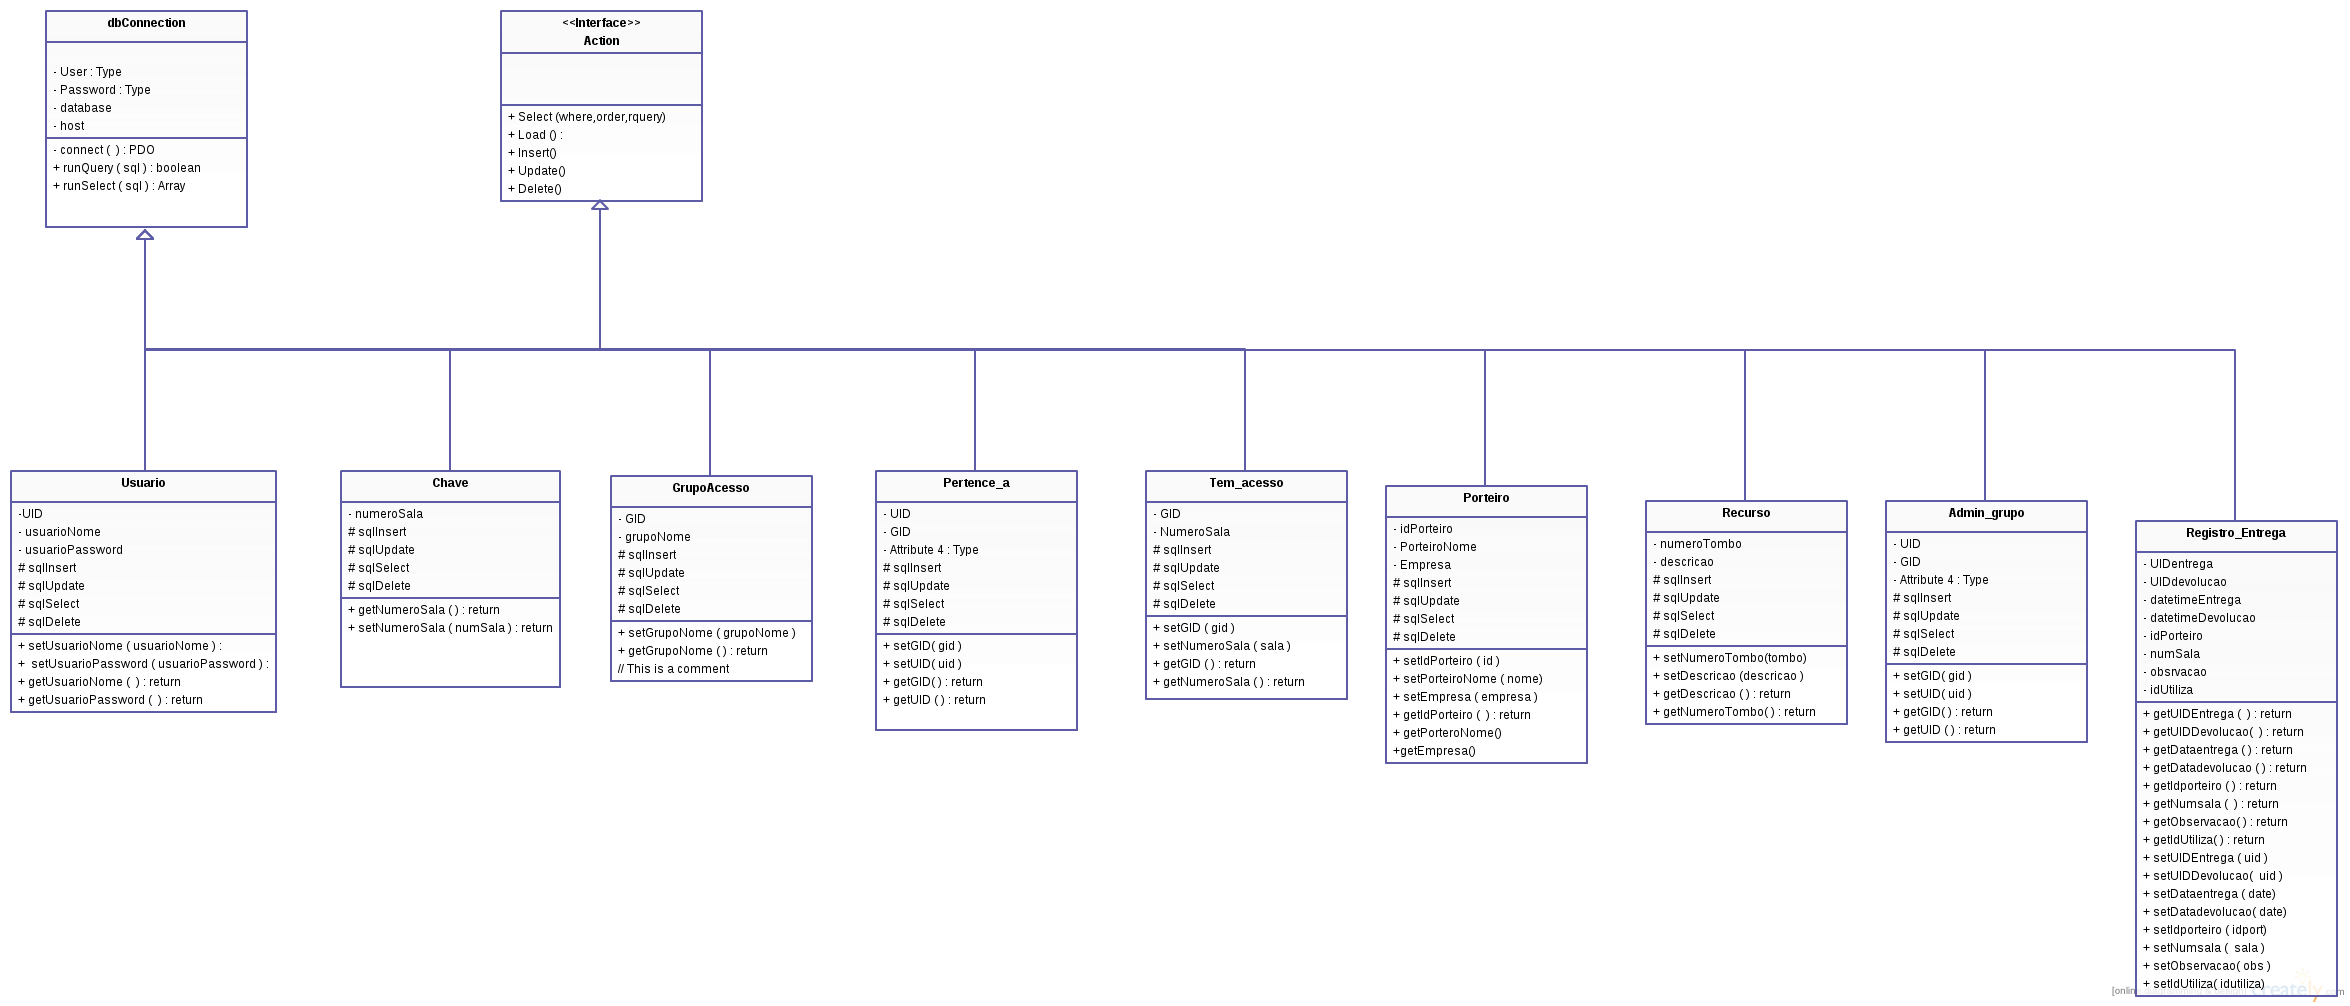 dbConnection
- User : Type
- Password : Type
- database
- host
- connect ( ) : PDO
+ runQuery ( sql ) : boolean
+ runSelect ( sql ) : Array
<<Interface>>
Action
+ Select (where,order,rquery)
+ Load () :
+ Insert()
+ Update()
+ Delete()
Usuario
-UID
- usuarioNome
- usuarioPassword
# sqlInsert
# sqlUpdate
# sqlSelect
# sqlDelete
+ setUsuarioNome ( usuarioNome ) :
+ setUsuarioPassword ( usuarioPassword ) :
+ getUsuarioNome ( ) : return
+ getUsuarioPassword ( ) : return
Chave
- numeroSala
# sqlInsert
# sqlUpdate
# sqlSelect
# sqlDelete
+ getNumeroSala ( ) : return
+ setNumeroSala ( numSala ) : return
GrupoAcesso
- GID
- grupoNome
# sqlInsert
# sqlUpdate
# sqlSelect
# sqlDelete
+ setGrupoNome ( grupoNome )
+ getGrupoNome ( ) : return
// This is a comment
Pertence_a
- UID
- GID
- Attribute 4 : Type
# sqlInsert
# sqlUpdate
# sqlSelect
# sqlDelete
+ setGID( gid )
+ setUID( uid )
+ getGID( ) : return
+ getUID ( ) : return
Tem_acesso
- GID
- NumeroSala
# sqlInsert
# sqlUpdate
# sqlSelect
# sqlDelete
+ setGID ( gid )
+ setNumeroSala ( sala )
+ getGID ( ) : return
+ getNumeroSala ( ) : return
Porteiro
- idPorteiro
- PorteiroNome
- Empresa
# sqlInsert
# sqlUpdate
# sqlSelect
# sqlDelete
+ setIdPorteiro ( id )
+ setPorteiroNome ( nome)
+ setEmpresa ( empresa )
+ getIdPorteiro ( ) : return
+ getPorteroNome()
+getEmpresa()
Recurso
- numeroTombo
- descricao
# sqlInsert
# sqlUpdate
# sqlSelect
# sqlDelete
+ setNumeroTombo(tombo)
+ setDescricao (descricao )
+ getDescricao ( ) : return
+ getNumeroTombo( ) : return
Admin_grupo
- UID
- GID
- Attribute 4 : Type
# sqlInsert
# sqlUpdate
# sqlSelect
# sqlDelete
+ setGID( gid )
+ setUID( uid )
+ getGID( ) : return
+ getUID ( ) : return
Registro_Entrega
- UIDentrega
- UIDdevolucao
- datetimeEntrega
- datetimeDevolucao
- idPorteiro
- numSala
- obsrvacao
- idUtiliza
+ getUIDEntrega ( ) : return
+ getUIDDevolucao( ) : return
+ getDataentrega ( ) : return
+ getDatadevolucao ( ) : return
+ getIdporteiro ( ) : return
+ getNumsala ( ) : return
+ getObservacao( ) : return
+ getIdUtiliza( ) : return
+ setUIDEntrega ( uid )
+ setUIDDevolucao( uid )
+ setDataentrega ( date)
+ setDatadevolucao( date)
+ setIdporteiro ( idport)
+ setNumsala ( sala )
+ setObservacao( obs )
+ setIdUtiliza( idutiliza)